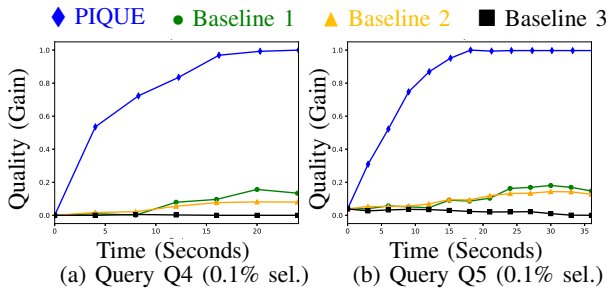 PIQUE Baseline 1 Baseline 2 Baseline 3
Quality (Gain)
1.0
0.8
0.6
0.4
0.2
0.0
0 5 10 15 20
Time (Seconds)
(a) Query Q4 (0.1% sel.)
Quality (Gain)
1.0
0.8
0.6
0.4
0.2
0.0
0 5 10 15 20 25 30 35
Time (Seconds)
(b) Query Q5 (0.1% sel.)